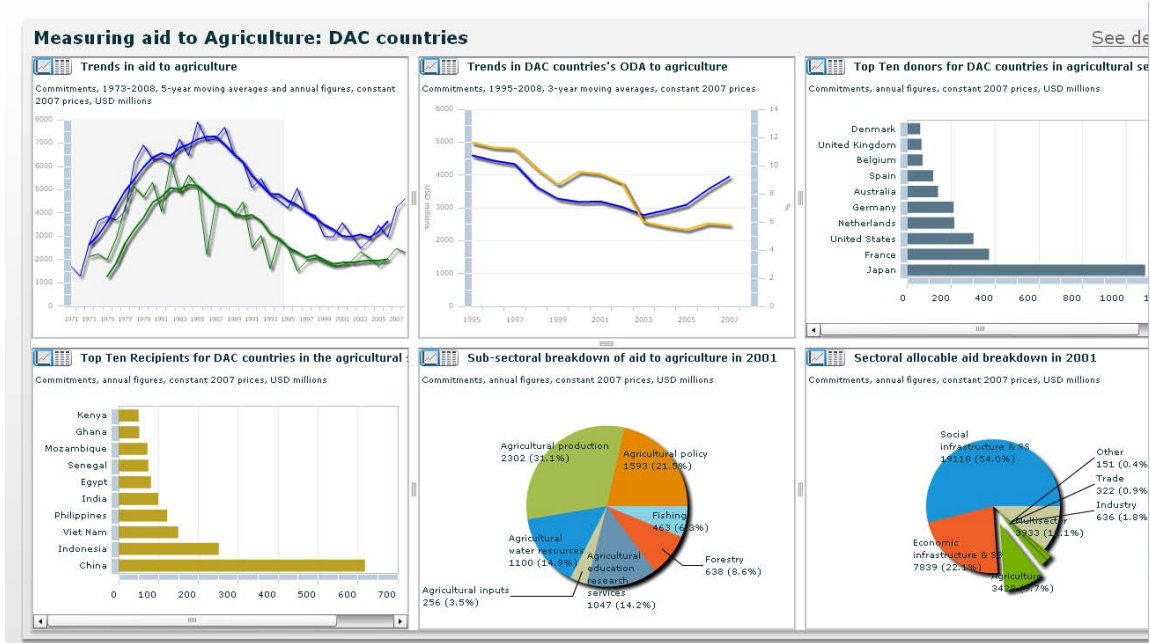 Measuring aid to Agriculture: DAC countries
See de
Trends in aid to agriculture
Commitments, 1973-2008, 5-year moving averages and annual figures, constant
2007 prices, USD millions
8000
7000
6000
5000
4000
3000
2000
1000
0
1971 1973 1975 1977 1979 1981 1983 1985 1987 1989 1991 1993 1995 1997 1999 2001 2003 2005 2007
Trends in DAC countries's ODA to agriculture
Commitments, 1995-2008, 3-year moving averages, constant 2007 prices
6000
5000
4000
3000
2000
1000
0
USD millions
14
12
10
8
6
4
2
0
%
1995 1997 1999 2001 2003 2005 2007
Top Ten donors for DAC countries in agricultural se
Commitments, annual figures, constant 2007 prices, USD millions
Denmark
United Kingdom
Belgium
Spain
Australia
Germany
Netherlands
United States
France
Japan
0 200 400 600 800 1000 1
Top Ten Recipients for DAC countries in the agricultural s
Commitments, annual figures, constant 2007 prices, USD millions
Kenya
Ghana
Mozambique
Senegal
Egypt
India
Philippines
Viet Nam
Indonesia
China
0 100 200 300 400 500 600 700
Sub-sectoral breakdown of aid to agriculture in 2001
Commitments, annual figures, constant 2007 prices, USD millions
Agricultural production
2302 (31.1%)
Agricultural policy
1593 (21.5%)
Fishing
463 (6.3%)
Forestry
638 (8.6%)
Agricultural
education
research
services
1047 (14.2%)
Agricultural inputs
256 (3.5%)
Agricultural
water resources
1100 (14.9%)
Sectoral allocable aid breakdown in 2001
Commitments, annual figures, constant 2007 prices, USD millions
Social
infrastructure & SS
19118 (54.0%)
Other
151 (0.4%
Trade
322 (0.9%
Industry
636 (1.8%
Multisector
3933 (11.1%)
Economic
infrastructure & SS
7839 (22.1%)
Agriculture